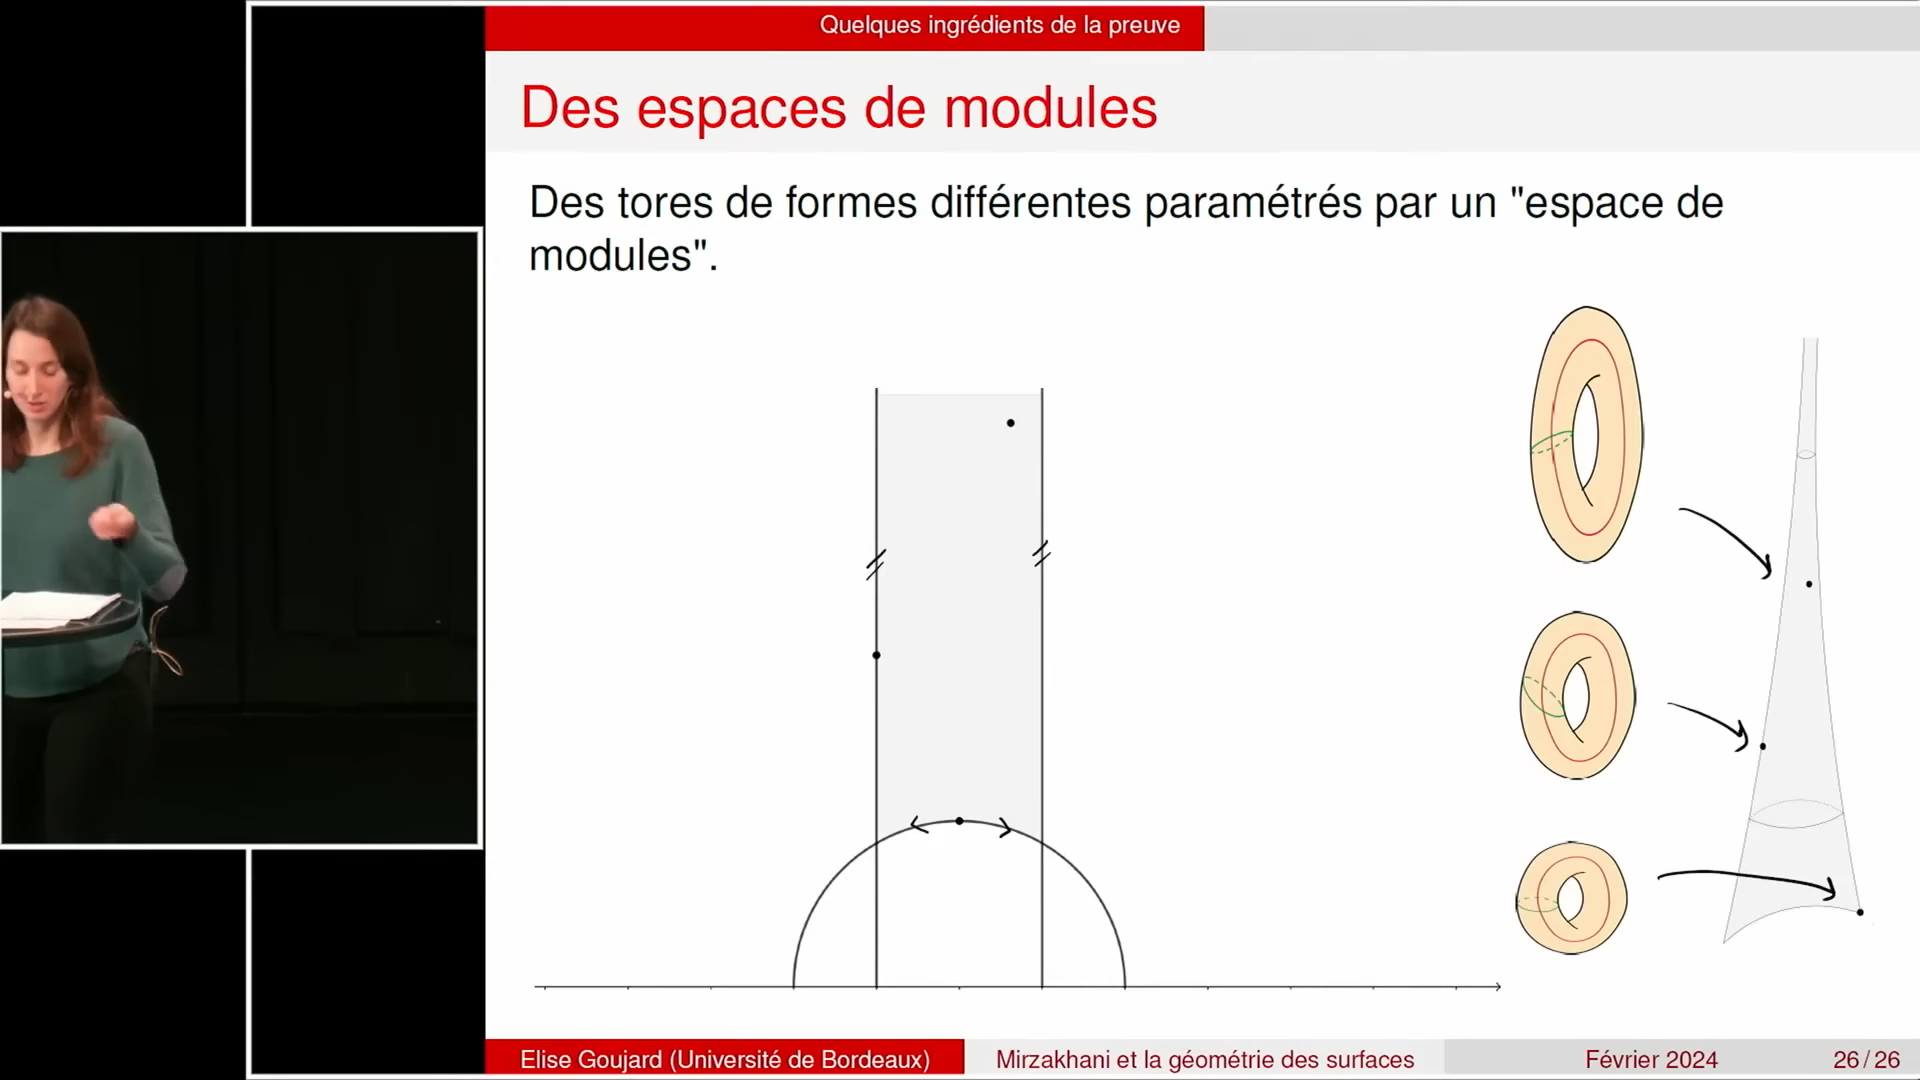 Quelques ingrédients de la preuve
Des espaces de modules
Des tores de formes différentes paramétrés par un "espace de
modules".
Elise Goujard (Université de Bordeaux)
Mirzakhani et la géométrie des surfaces
Février 2024
26 / 26